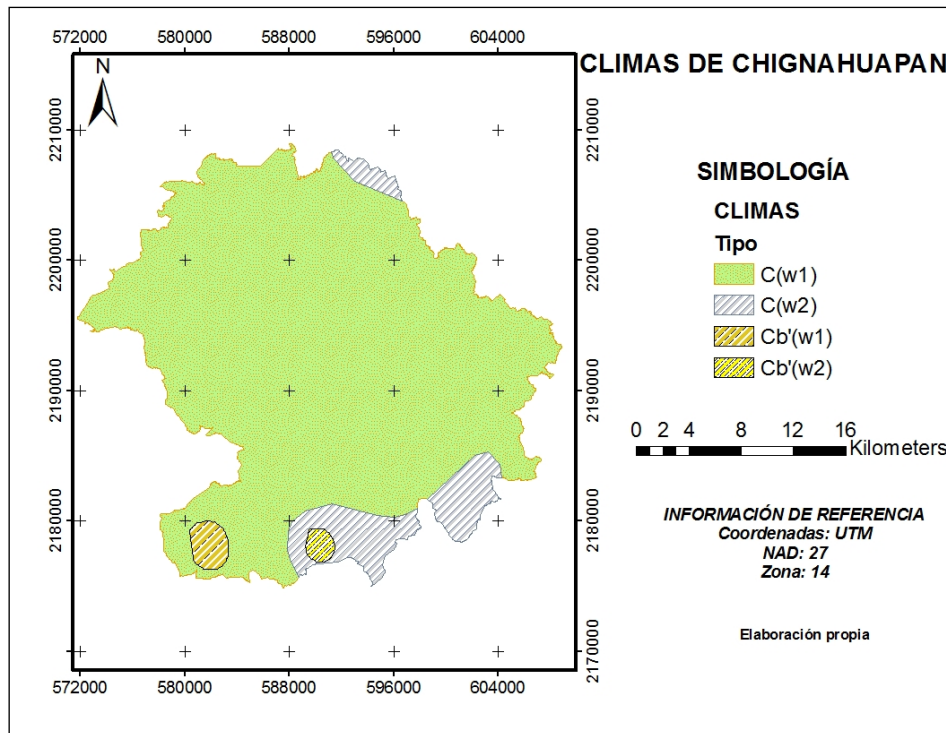 572000 580000 588000 596000 604000
CLIMAS DE CHIGNAHUAPAN
N
2210000 2210000
2200000 2200000
2190000 2190000
2180000 2180000
2170000
572000 580000 588000 596000 604000
SIMBOLOGÍA
CLIMAS
Tipo
C(w1)
C(w2)
Cb'(w1)
Cb'(w2)
0 2 4 8 12 16
Kilometers
INFORMACIÓN DE REFERENCIA
Coordenadas: UTM
NAD: 27
Zona: 14
Elaboración propia